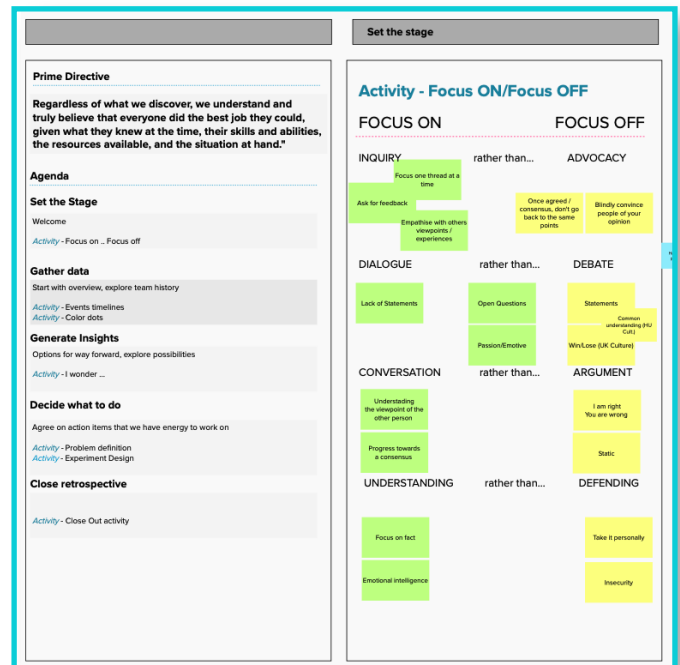 Set the stage
Prime Directive
Regardless of what we discover, we understand and
truly believe that everyone did the best job they could,
given what they knew at the time, their skills and abilities,
the resources available, and the situation at hand."
Agenda
Set the Stage
Welcome
Activity - Focus on .. Focus off
Gather data
Start with overview, explore team history
Activity - Events timelines
Activity - Color dots
Generate Insights
Options for way forward, explore possibilities
Activity - I wonder ...
Decide what to do
Agree on action items that we have energy to work on
Activity - Problem definition
Activity - Experiment Design
Close retrospective
Activity - Close Out activity
Activity - Focus ON/Focus OFF
FOCUS ON
FOCUS OFF
INQUIRY
rather than...
ADVOCACY
Focus one thread at a
time
Ask for feedback
Empathise with others
viewpoints /
experiences
Once agreed /
consensus, don't go
back to the same
points
Blindly convince
people of your
opinion
DIALOGUE
rather than...
DEBATE
Lack of Statements
Open Questions
Statements
Common
understanding (HU
Cult.)
Passion/Emotive
Win/Lose (UK Culture)
CONVERSATION
rather than...
ARGUMENT
Understading
the viewpoint of the
other person
I am right
You are wrong
Progress towards
a consensus
Static
UNDERSTANDING
rather than...
DEFENDING
Focus on fact
Take it personally
Emotional intelligence
Insecurity